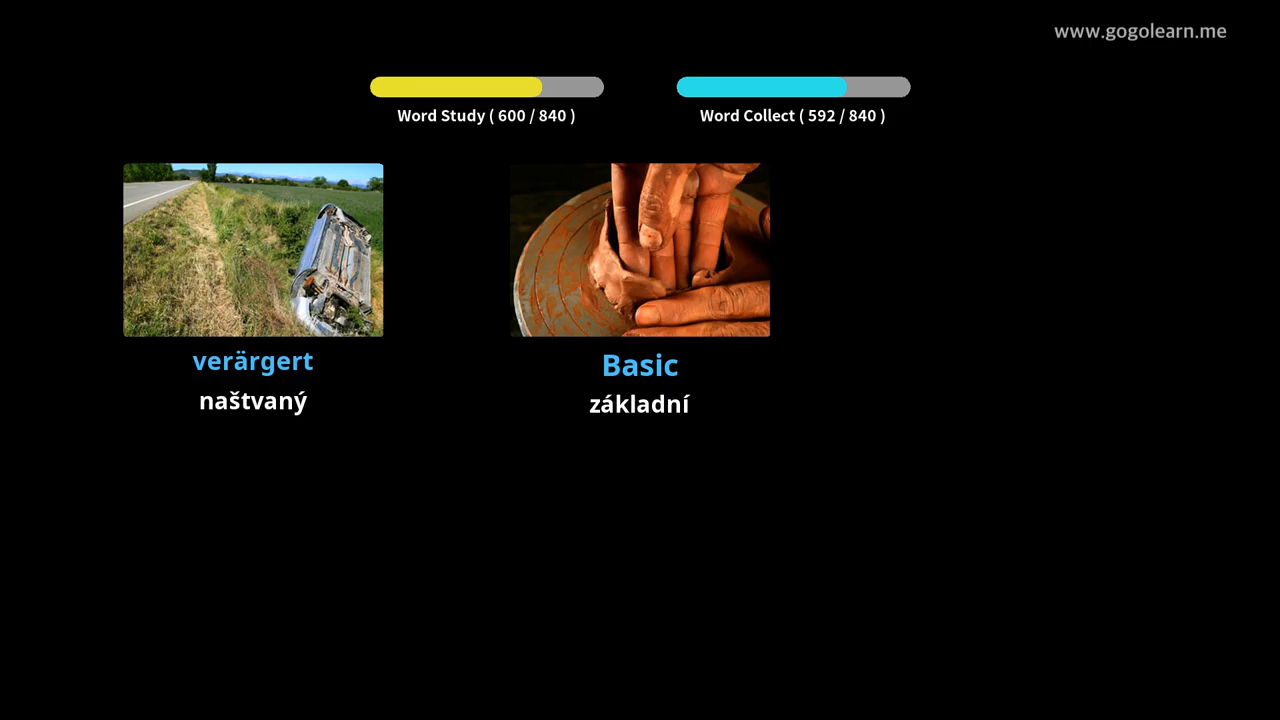 www.gogolearn.me
Word Study ( 600 / 840 )
Word Collect ( 592 / 840 )
verärgert
naštvaný
Basic
základní